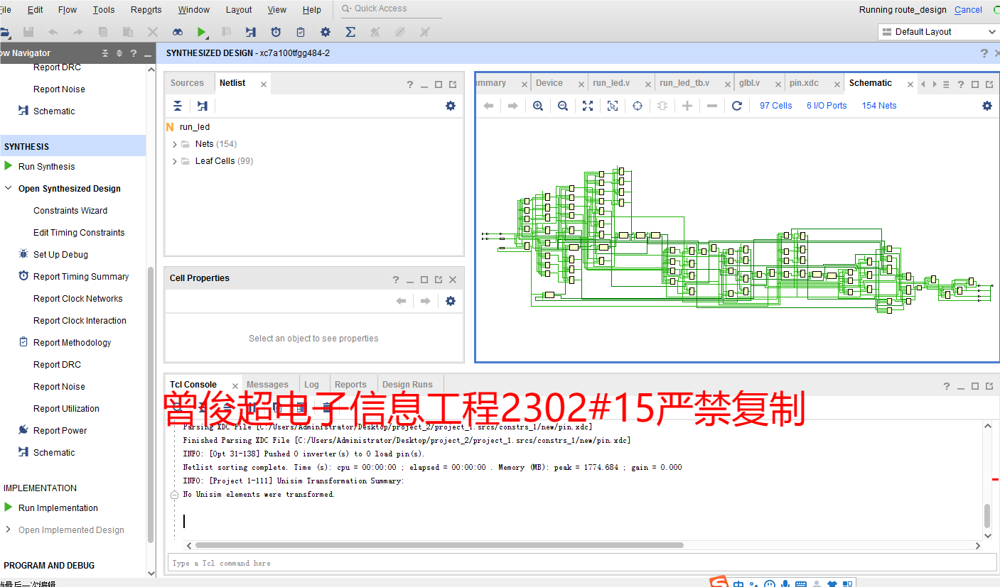 File Edit Flow Tools Reports Window Layout View Help Quick Access
Running route_design Cancel
Default Layout
Flow Navigator
Report DRC
Report Noise
Schematic
SYNTHESIS
Run Synthesis
Open Synthesized Design
Constraints Wizard
Edit Timing Constraints
Set Up Debug
Report Timing Summary
Report Clock Networks
Report Clock Interaction
Report Methodology
Report DRC
Report Noise
Report Utilization
Report Power
Schematic
IMPLEMENTATION
Run Implementation
Open Implemented Design
PROGRAM AND DEBUG
SYNTHESIZED DESIGN - xc7a100tfgg484-2
Sources Netlist
N run_led
Nets (154)
Leaf Cells (99)
Cell Properties
Select an object to see properties
mmary Device run_led.v run_led_tb.v glbl.v pin.xdc Schematic
97 Cells 6 I/O Ports 154 Nets
Tcl Console Messages Log Reports Design Runs
曾俊超电子信息工程2302#15严禁复制
Parsing XDC File [C:/Users/Administrator/Desktop/project_2/project_1.srcs/constrs_1/new/pin.xdc]
Finished Parsing XDC File [C:/Users/Administrator/Desktop/project_2/project_1.srcs/constrs_1/new/pin.xdc]
INFO: [Opt 31-138] Pushed 0 inverter(s) to 0 load pin(s).
Netlist sorting complete. Time (s): cpu = 00:00:00 ; elapsed = 00:00:00 . Memory (MB): peak = 1774.684 ; gain = 0.000
INFO: [Project 1-111] Unisim Transformation Summary:
No Unisim elements were transformed.
Type a Tcl command here
当最后一次编辑
中